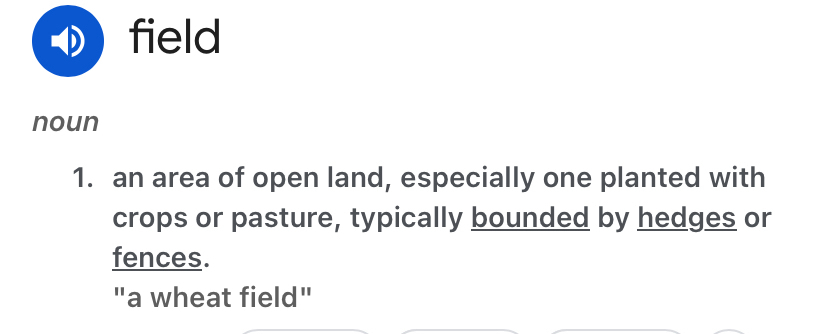 field
noun
1. an area of open land, especially one planted with
crops or pasture, typically bounded by hedges or
fences.
"a wheat field"